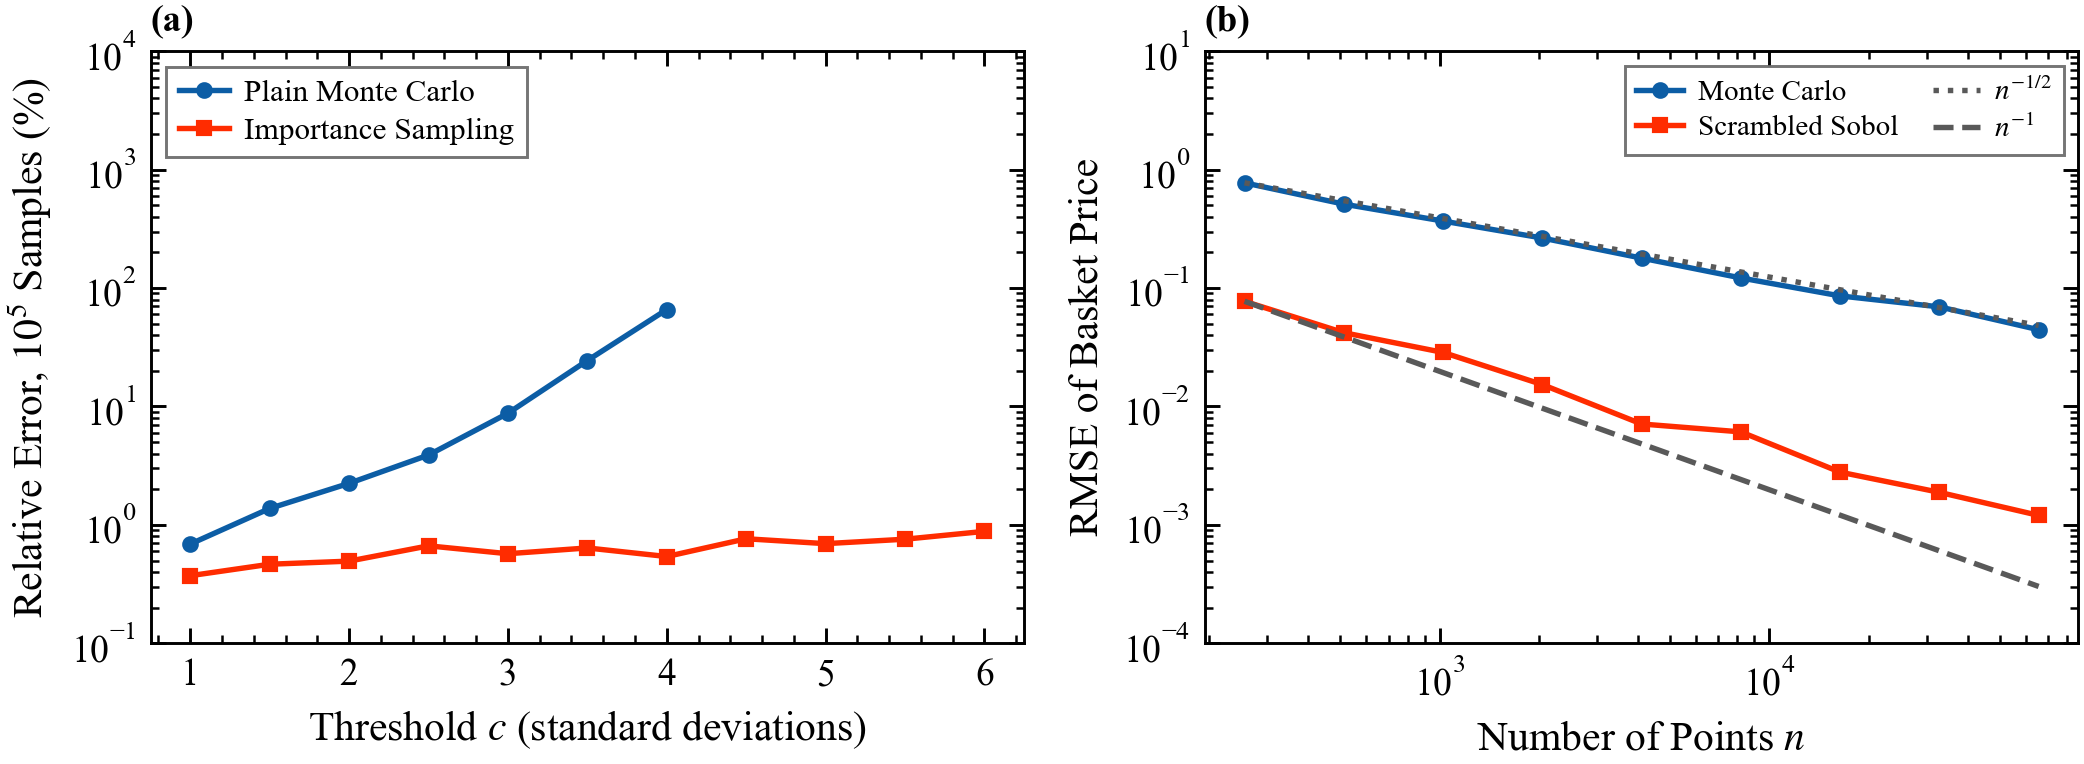 (a)
Relative Error, 10^5 Samples (%)
10^4
10^3
10^2
10^1
10^0
10^−1
Plain Monte Carlo
Importance Sampling
1 2 3 4 5 6
Threshold c (standard deviations)
(b)
RMSE of Basket Price
10^1
10^0
10^−1
10^−2
10^−3
10^−4
Monte Carlo
Scrambled Sobol
n^−1/2
n^−1
10^3 10^4
Number of Points n